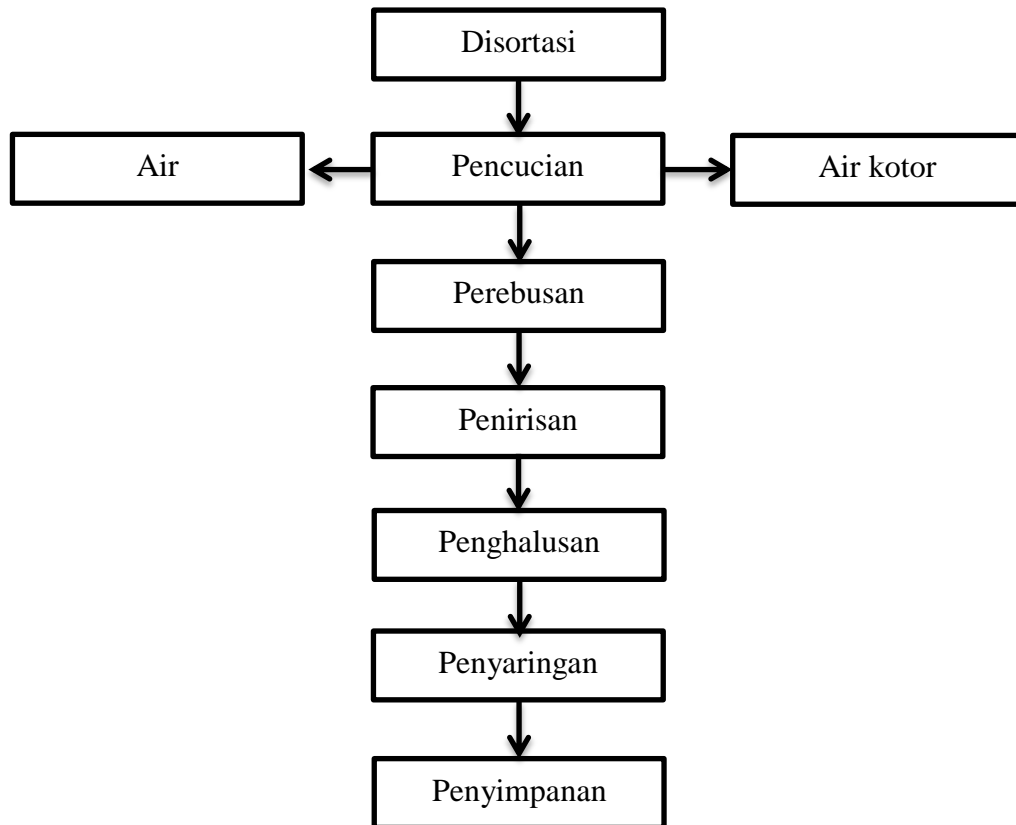 Disortasi
Air
Pencucian
Air kotor
Perebusan
Penirisan
Penghalusan
Penyaringan
Penyimpanan